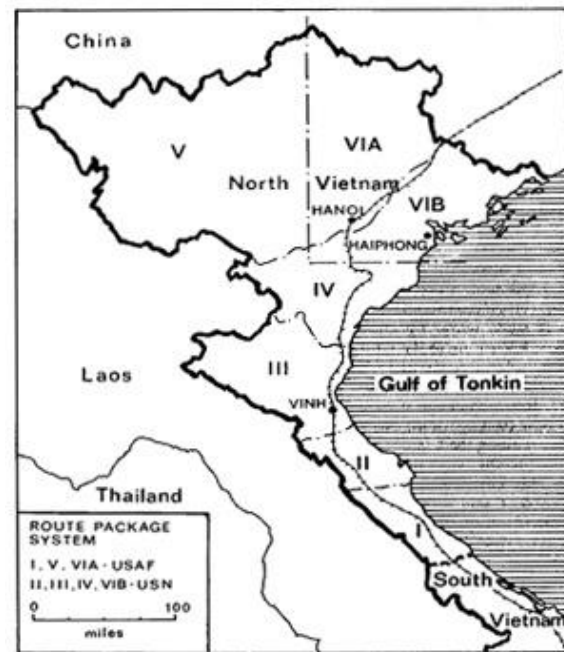 China
V
VIA
North Vietnam
HANOI
VIB
HAIPHONG
IV
III
Laos
Gulf of Tonkin
VINH
II
Thailand
I
South
Vietnam
ROUTE PACKAGE
SYSTEM
I, V, VIA-USAF
II, III, IV, VIB-USN
0 100
miles